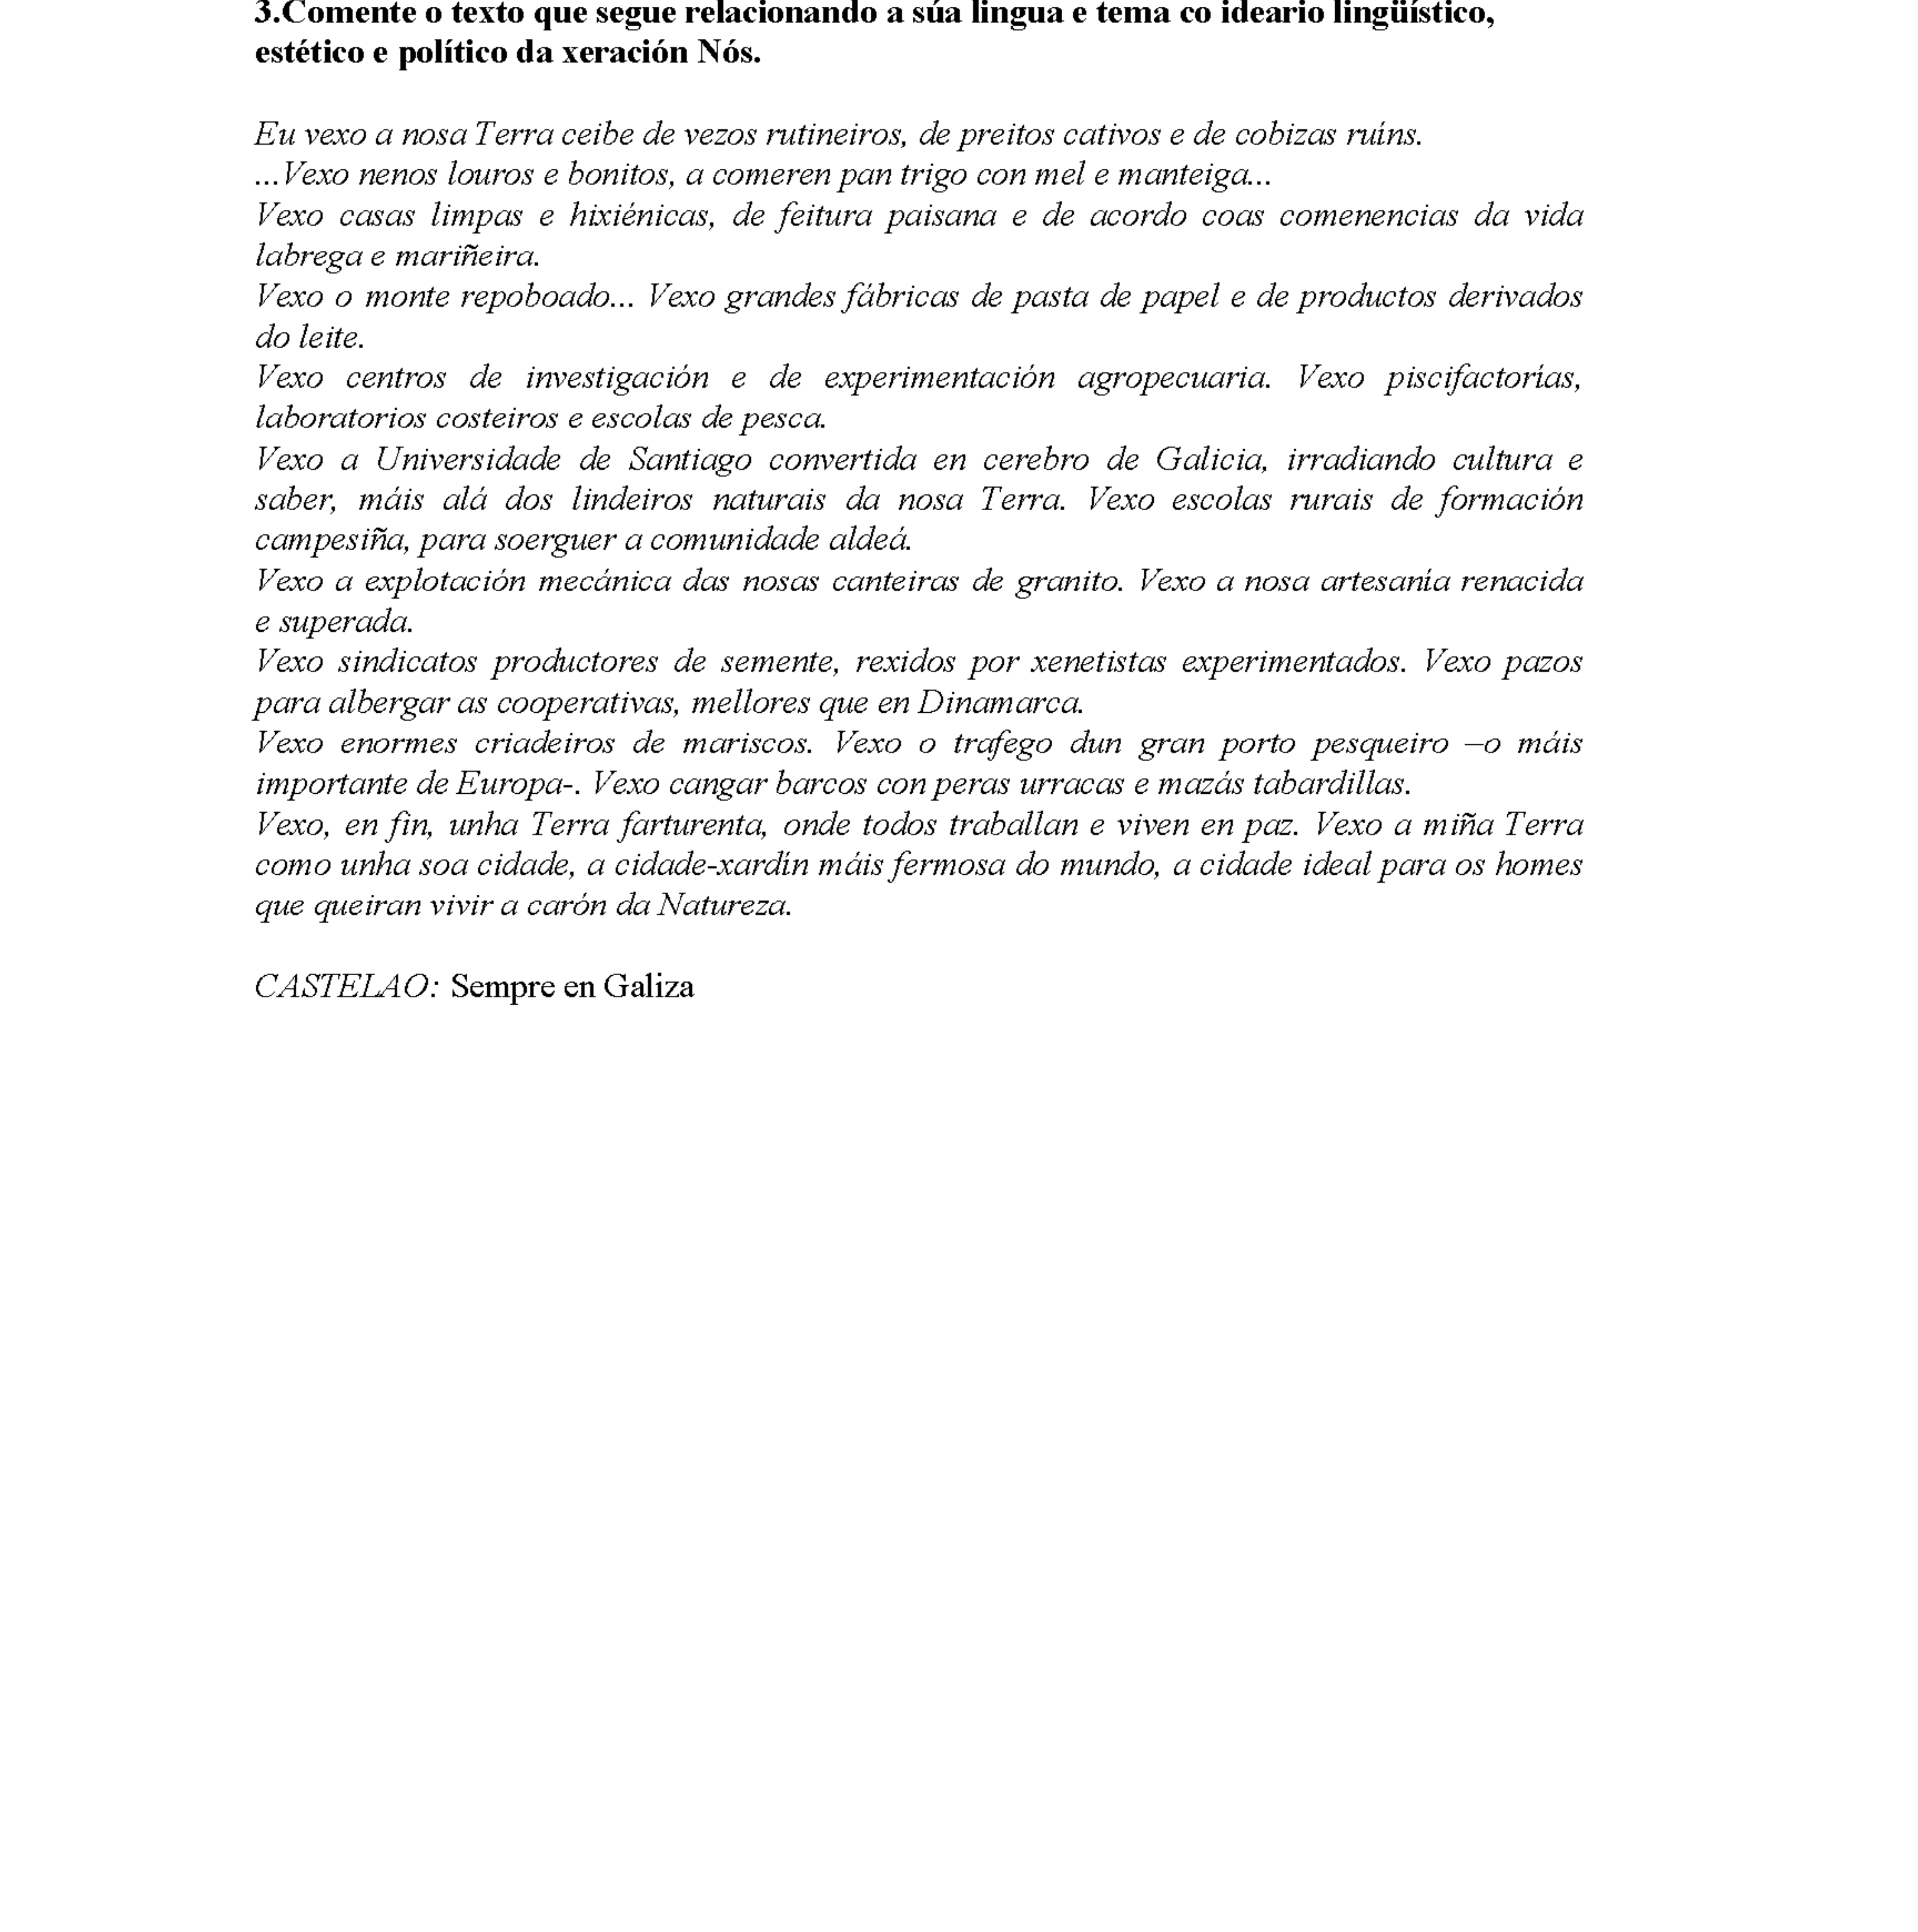 3.Comente o texto que segue relacionando a súa lingua e tema co ideario lingüístico,
estético e político da xeración Nós.
Eu vexo a nosa Terra ceibe de vezos rutineiros, de preitos cativos e de cobizas ruíns.
...Vexo nenos louros e bonitos, a comeren pan trigo con mel e manteiga...
Vexo casas limpas e hixiénicas, de feitura paisana e de acordo coas comenencias da vida
labrega e mariñeira.
Vexo o monte repoboado... Vexo grandes fábricas de pasta de papel e de productos derivados
do leite.
Vexo centros de investigación e de experimentación agropecuaria. Vexo piscifactorías,
laboratorios costeiros e escolas de pesca.
Vexo a Universidade de Santiago convertida en cerebro de Galicia, irradiando cultura e
saber, máis alá dos lindeiros naturais da nosa Terra. Vexo escolas rurais de formación
campesiña, para soerguer a comunidade aldeá.
Vexo a explotación mecánica das nosas canteiras de granito. Vexo a nosa artesanía renacida
e superada.
Vexo sindicatos productores de semente, rexidos por xenetistas experimentados. Vexo pazos
para albergar as cooperativas, mellores que en Dinamarca.
Vexo enormes criadeiros de mariscos. Vexo o trafego dun gran porto pesqueiro –o máis
importante de Europa-. Vexo cangar barcos con peras urracas e mazás tabardillas.
Vexo, en fin, unha Terra farturenta, onde todos traballan e viven en paz. Vexo a miña Terra
como unha soa cidade, a cidade-xardín máis fermosa do mundo, a cidade ideal para os homes
que queiran vivir a carón da Natureza.
CASTELAO: Sempre en Galiza